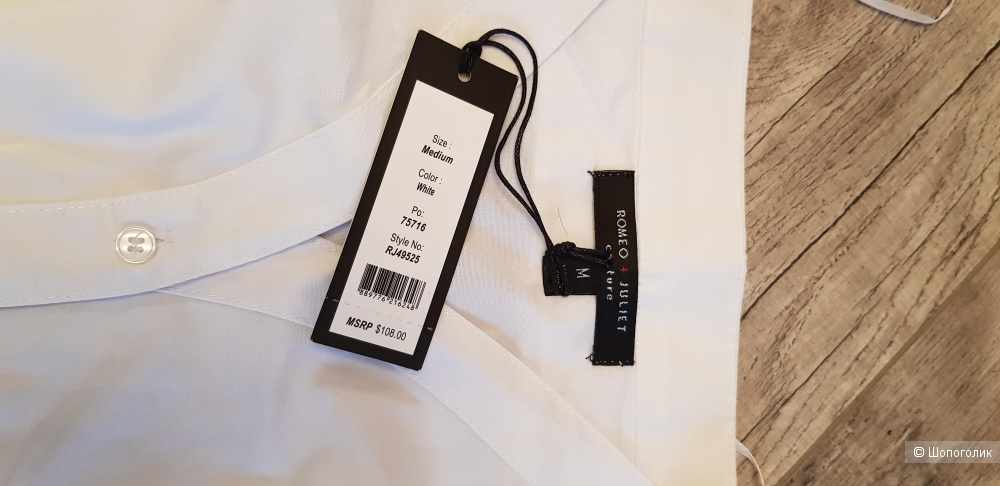 Size :
Medium
Color :
White
Po:
75716
Style No:
RJ49525
MSRP $108.00
M
ROMEO + JULIET
couture
© Шопоголик